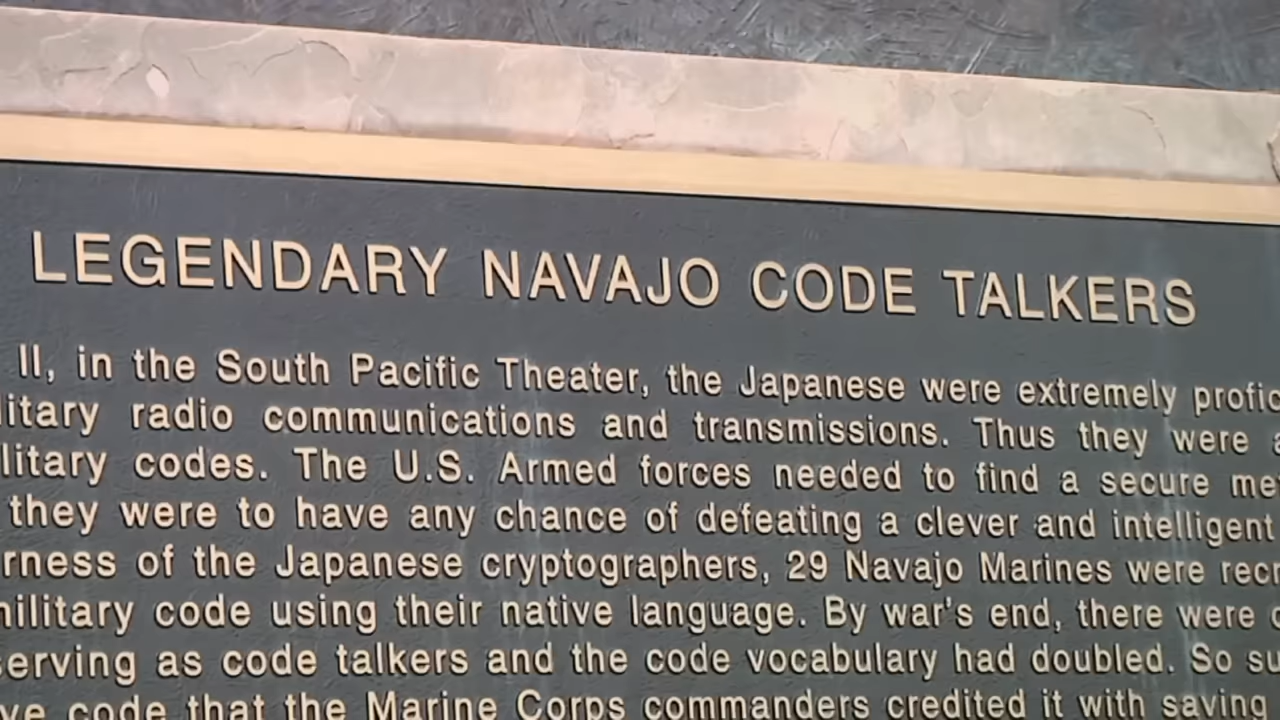 LEGENDARY NAVAJO CODE TALKERS
II, in the South Pacific Theater, the Japanese were extremely
radio communications and transmissions. Thus they were
codes. The U.S. Armed forces needed to find a secure
they were to have any chance of defeating a clever and intelligent
of the Japanese cryptographers, 29 Navajo Marines were
military code using their native language. By war's end, there were
serving as code talkers and the code vocabulary had doubled. So
code that the Marine Corps commanders credited it with saving